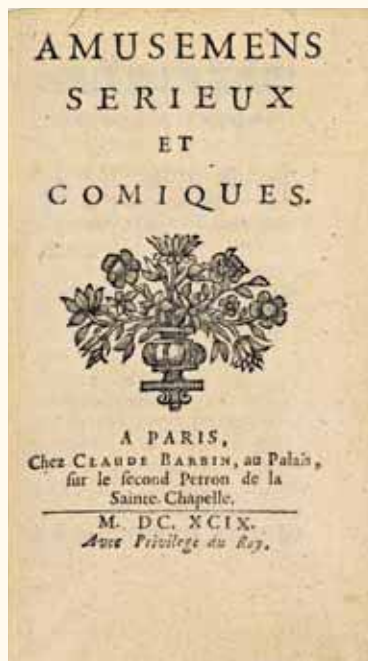 AMUSEMENS
SERIEUX
ET
COMIQUES.
A PARIS,
Chez CLAUDE BARBIN, au Palais,
sur le second Perron de la
Sainte-Chapelle.
M. DC. XCIX.
Avec Privilege du Roy.